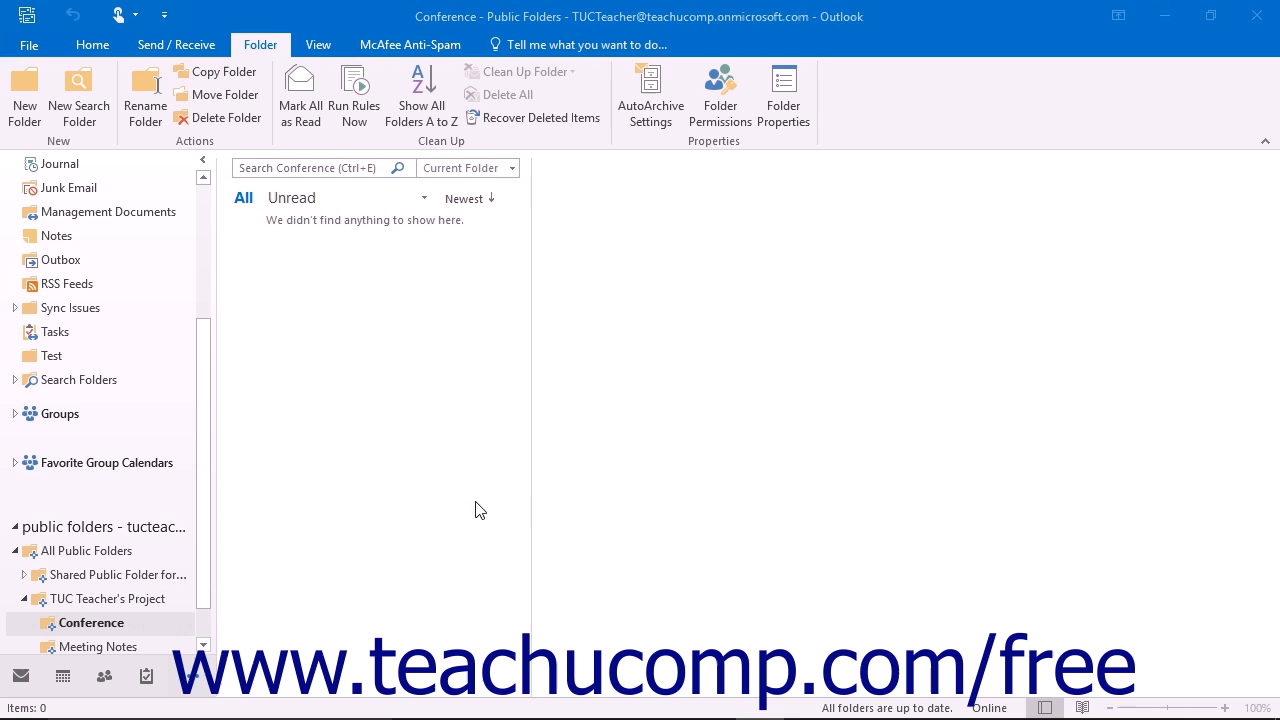 Conference - Public Folders - TUCTeacher@teachucomp.onmicrosoft.com - Outlook
File Home Send / Receive Folder View McAfee Anti-Spam Tell me what you want to do...
New Folder
New Search Folder
New
Rename Folder
Copy Folder
Move Folder
Delete Folder
Actions
Mark All as Read
Run Rules Now
Show All Folders A to Z
Clean Up Folder
Delete All
Recover Deleted Items
Clean Up
AutoArchive Settings
Folder Permissions
Folder Properties
Properties
Journal
Junk Email
Management Documents
Notes
Outbox
RSS Feeds
Sync Issues
Tasks
Test
Search Folders
Groups
Favorite Group Calendars
public folders - tucteac...
All Public Folders
Shared Public Folder for...
TUC Teacher's Project
Conference
Meeting Notes
Search Conference (Ctrl+E) Current Folder
All Unread Newest
We didn't find anything to show here.
www.teachucomp.com/free
Items: 0 All folders are up to date. Online 100%